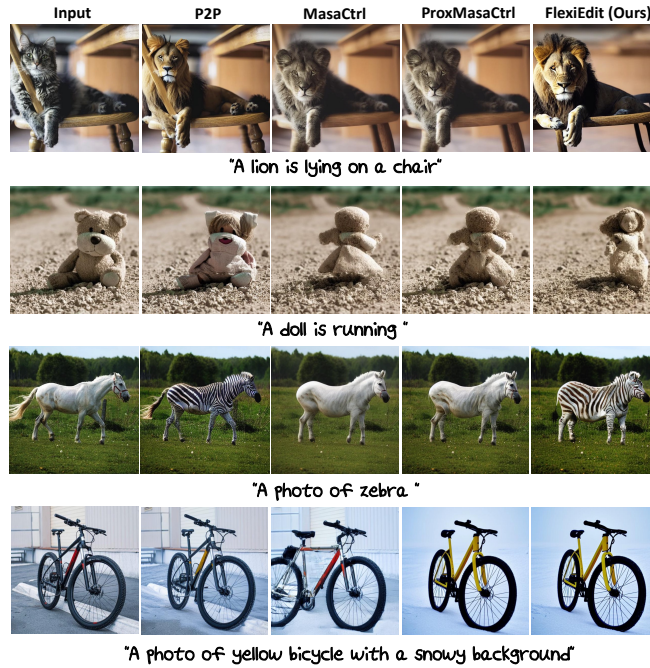 Input P2P MasaCtrl ProxMasaCtrl FlexiEdit (Ours)
"A lion is lying on a chair"
"A doll is running "
"A photo of zebra "
"A photo of yellow bicycle with a snowy background"